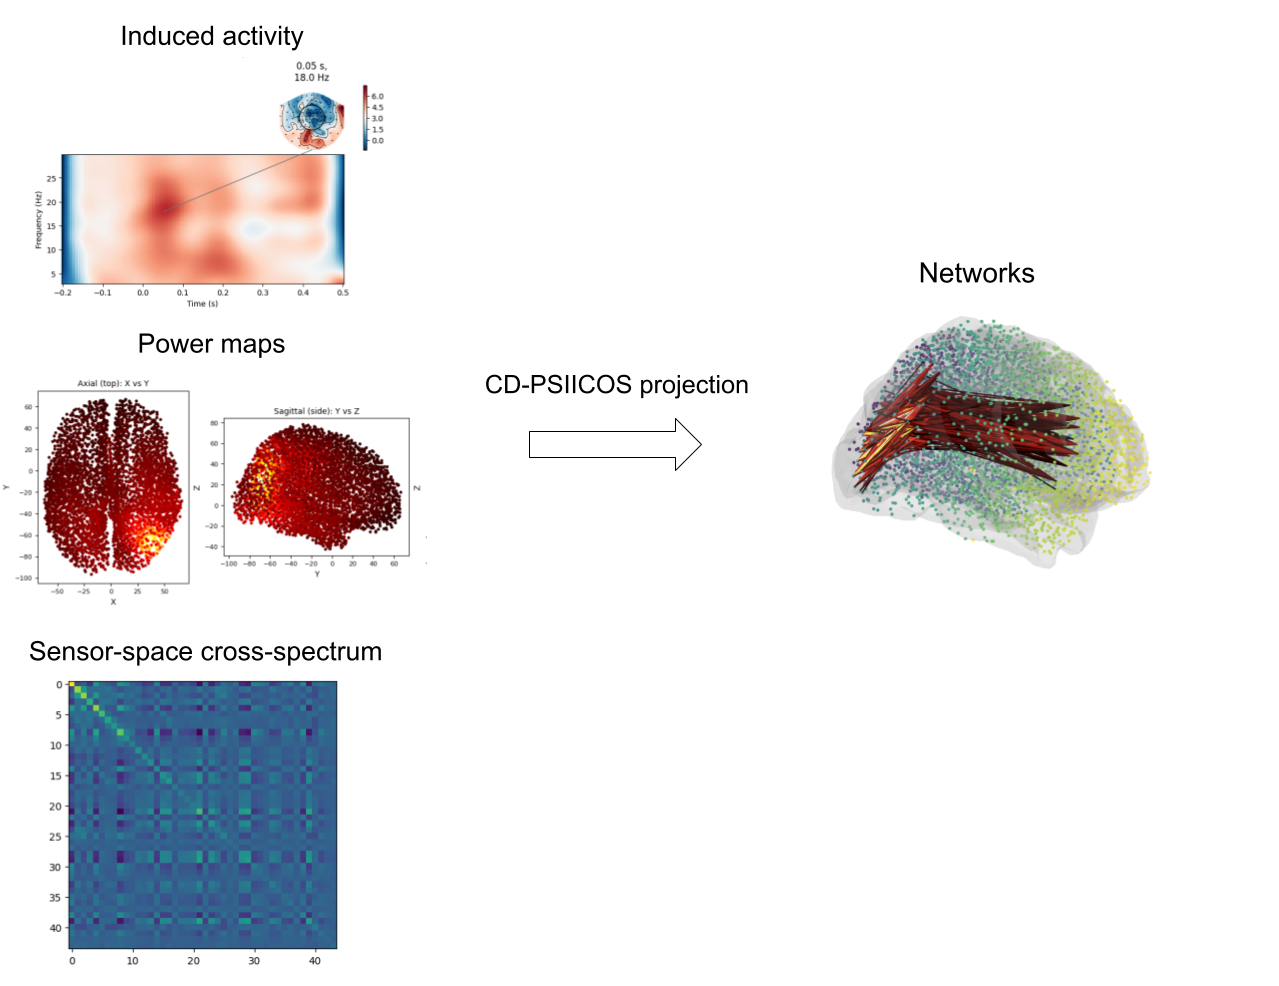 Induced activity
0.05 s,
18.0 Hz
6.0
4.5
3.0
1.5
0.0
Frequency (Hz)
25
20
15
10
5
−0.2 −0.1 0.0 0.1 0.2 0.3 0.4 0.5
Time (s)
Power maps
Axial (top): X vs Y
60
40
20
0
−20
−40
−60
−80
−100
Y
−50 −25 0 25 50
X
Sagittal (side): Y vs Z
80
60
40
20
0
−20
−40
Z
−100 −80 −60 −40 −20 0 20 40 60
Y
Z
Sensor-space cross-spectrum
0
5
10
15
20
25
30
35
40
0 10 20 30 40
CD-PSIICOS projection
Networks